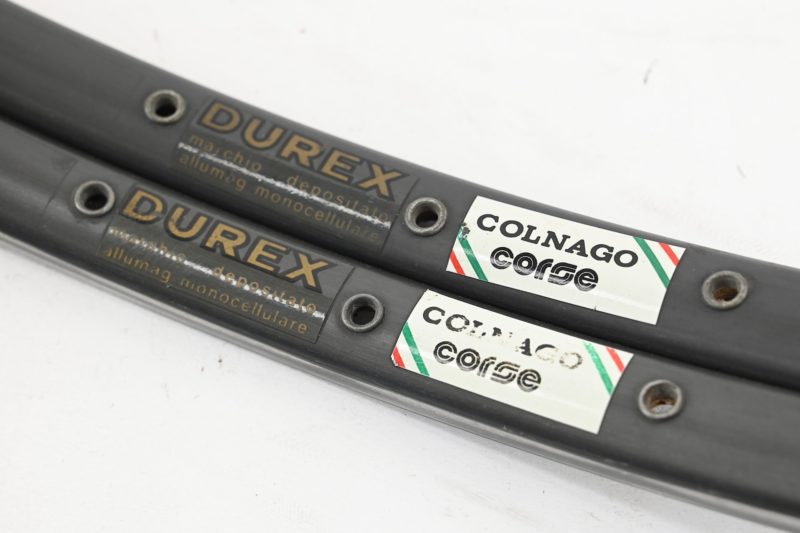 DUREX
marchio depositato
allumag monocellulare
COLNAGO
corse
DUREX
marchio depositato
allumag monocellulare
COLNAGO
corse